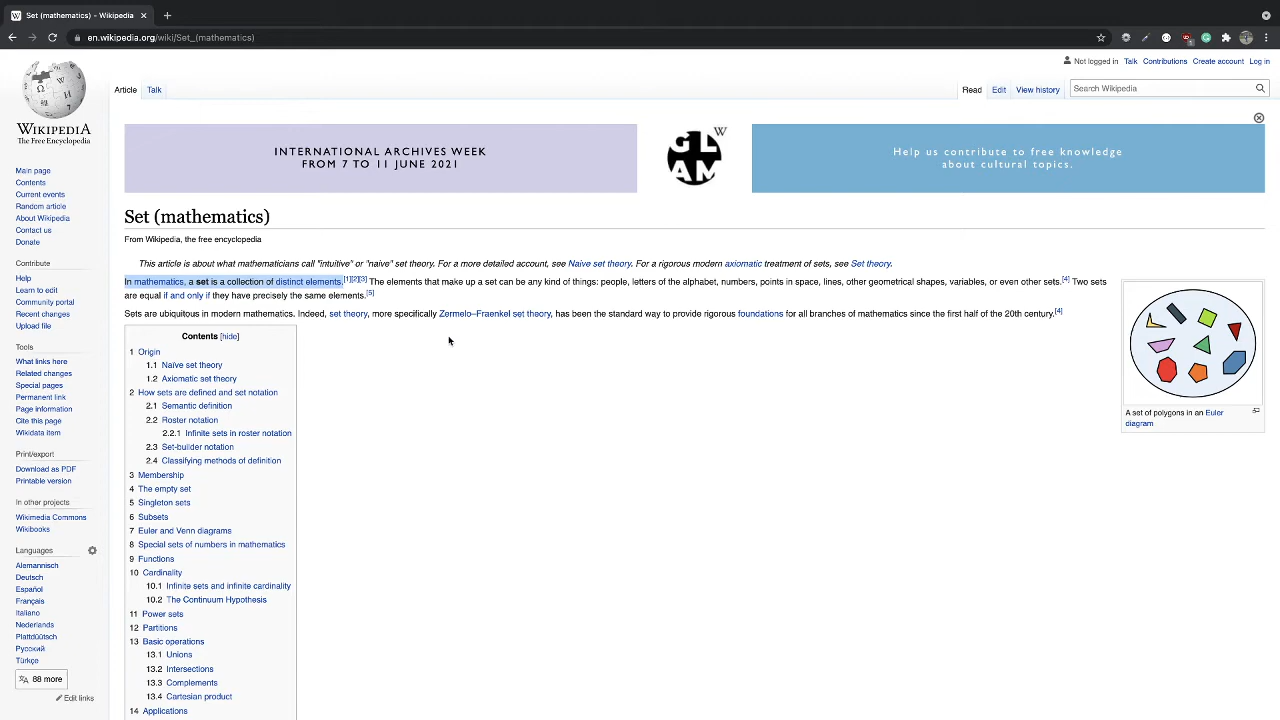 Set (mathematics) – Wikipedia
en.wikipedia.org/wiki/Set_(mathematics)
Not logged in Talk Contributions Create account Log in
Article Talk Read Edit View history Search Wikipedia
WIKIPEDIA
The Free Encyclopedia
Main page
Contents
Current events
Random article
About Wikipedia
Contact us
Donate
Contribute
Help
Learn to edit
Community portal
Recent changes
Upload file
Tools
What links here
Related changes
Special pages
Permanent link
Page information
Cite this page
Wikidata item
Print/export
Download as PDF
Printable version
In other projects
Wikimedia Commons
Wikibooks
Languages
Alemannisch
Deutsch
Español
Français
Italiano
Nederlands
Plattdüütsch
Русский
Türkçe
88 more
Edit links
INTERNATIONAL ARCHIVES WEEK
FROM 7 TO 11 JUNE 2021
GL W
AM
Help us contribute to free knowledge
about cultural topics.
Set (mathematics)
From Wikipedia, the free encyclopedia
This article is about what mathematicians call "intuitive" or "naive" set theory. For a more detailed account, see Naive set theory. For a rigorous modern axiomatic treatment of sets, see Set theory.
In mathematics, a set is a collection of distinct elements.[1][2][3] The elements that make up a set can be any kind of things: people, letters of the alphabet, numbers, points in space, lines, other geometrical shapes, variables, or even other sets.[4] Two sets
are equal if and only if they have precisely the same elements.[5]
Sets are ubiquitous in modern mathematics. Indeed, set theory, more specifically Zermelo–Fraenkel set theory, has been the standard way to provide rigorous foundations for all branches of mathematics since the first half of the 20th century.[4]
Contents [hide]
1 Origin
1.1 Naïve set theory
1.2 Axiomatic set theory
2 How sets are defined and set notation
2.1 Semantic definition
2.2 Roster notation
2.2.1 Infinite sets in roster notation
2.3 Set-builder notation
2.4 Classifying methods of definition
3 Membership
4 The empty set
5 Singleton sets
6 Subsets
7 Euler and Venn diagrams
8 Special sets of numbers in mathematics
9 Functions
10 Cardinality
10.1 Infinite sets and infinite cardinality
10.2 The Continuum Hypothesis
11 Power sets
12 Partitions
13 Basic operations
13.1 Unions
13.2 Intersections
13.3 Complements
13.4 Cartesian product
14 Applications
A set of polygons in an Euler
diagram